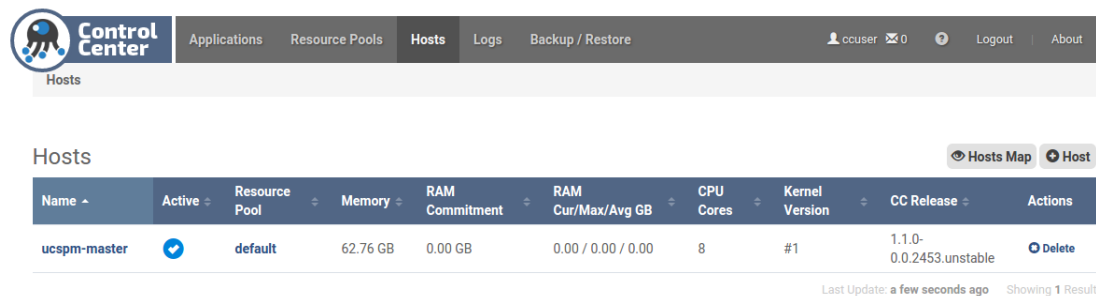 Control
Center
Applications Resource Pools Hosts Logs Backup / Restore ccuser 0 Logout About
Hosts
Hosts
Hosts Map Host
Name Active Resource Pool Memory RAM Commitment RAM Cur/Max/Avg GB CPU Cores Kernel Version CC Release Actions
ucspm-master default 62.76 GB 0.00 GB 0.00 / 0.00 / 0.00 8 #1 1.1.0-0.0.2453.unstable Delete
Last Update: a few seconds ago Showing 1 Result